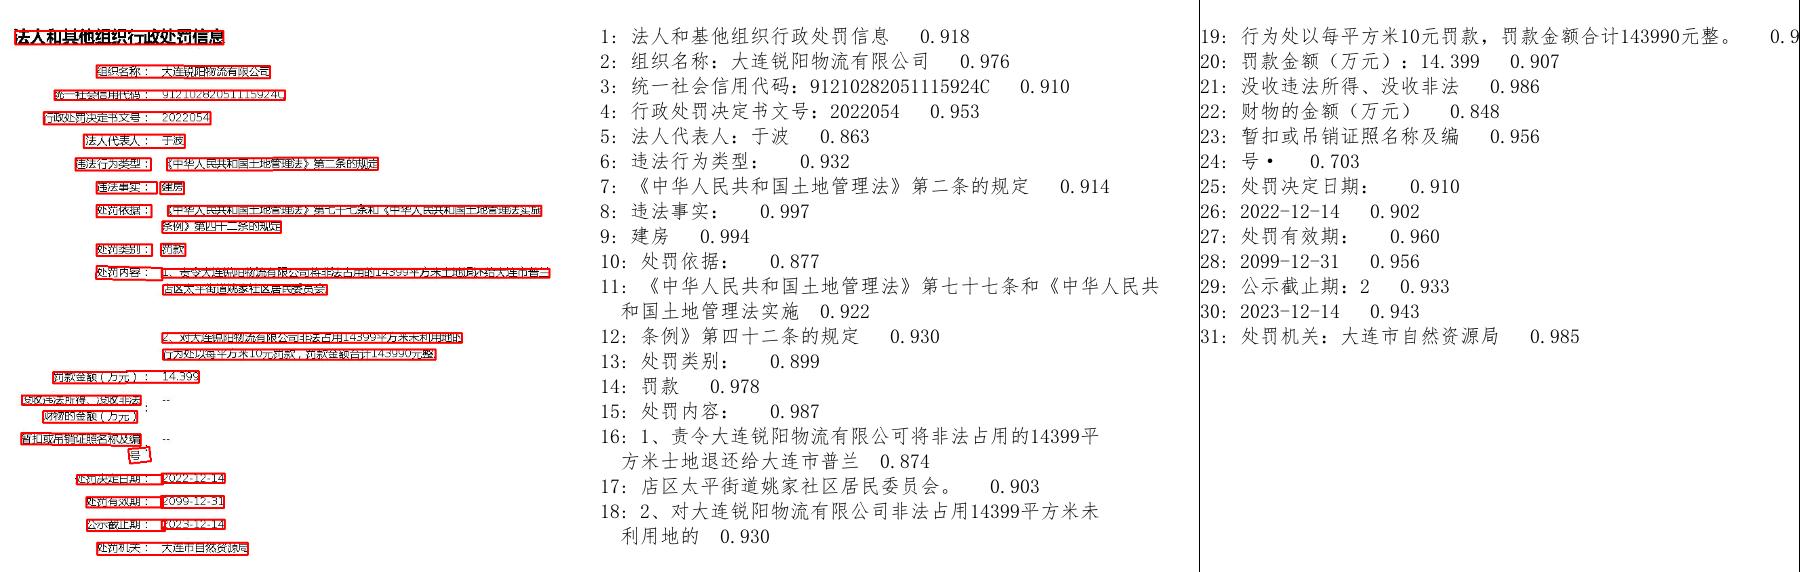 法人和其他组织行政处罚信息
组织名称： 大连锐阳物流有限公司
统一社会信用代码： 91210282051115924C
行政处罚决定书文号： 2022054
法人代表人： 于波
违法行为类型： 《中华人民共和国土地管理法》第二条的规定
违法事实： 建房
处罚依据： 《中华人民共和国土地管理法》第七十七条和《中华人民共和国土地管理法实施
条例》第四十二条的规定
处罚类别： 罚款
处罚内容： 1、责令大连锐阳物流有限公司将非法占用的14399平方米土地退还给大连市普兰
店区太平街道姚家社区居民委员会
2、对大连锐阳物流有限公司非法占用14399平方米未利用地的
行为处以每平方米10元罚款，罚款金额合计143990元整
罚款金额（万元）： 14.399
没收违法所得、没收非法
财物的金额（万元）： --
暂扣或吊销证照名称及编
号： --
处罚决定日期： 2022-12-14
处罚有效期： 2099-12-31
公示截止期： 2023-12-14
处罚机关： 大连市自然资源局
1: 法人和基他组织行政处罚信息 0.918
2: 组织名称：大连锐阳物流有限公司 0.976
3: 统一社会信用代码：91210282051115924C 0.910
4: 行政处罚决定书文号：2022054 0.953
5: 法人代表人：于波 0.863
6: 违法行为类型： 0.932
7: 《中华人民共和国土地管理法》第二条的规定 0.914
8: 违法事实： 0.997
9: 建房 0.994
10: 处罚依据： 0.877
11: 《中华人民共和国土地管理法》第七十七条和《中华人民共
和国土地管理法实施 0.922
12: 条例》第四十二条的规定 0.930
13: 处罚类别： 0.899
14: 罚款 0.978
15: 处罚内容： 0.987
16: 1、责令大连锐阳物流有限公可将非法占用的14399平
方米士地退还给大连市普兰 0.874
17: 店区太平街道姚家社区居民委员会。 0.903
18: 2、对大连锐阳物流有限公司非法占用14399平方米未
利用地的 0.930
19: 行为处以每平方米10元罚款，罚款金额合计143990元整。 0.9
20: 罚款金额（万元）：14.399 0.907
21: 没收违法所得、没收非法 0.986
22: 财物的金额（万元） 0.848
23: 暂扣或吊销证照名称及编 0.956
24: 号• 0.703
25: 处罚决定日期： 0.910
26: 2022-12-14 0.902
27: 处罚有效期： 0.960
28: 2099-12-31 0.956
29: 公示截止期：2 0.933
30: 2023-12-14 0.943
31: 处罚机关：大连市自然资源局 0.985